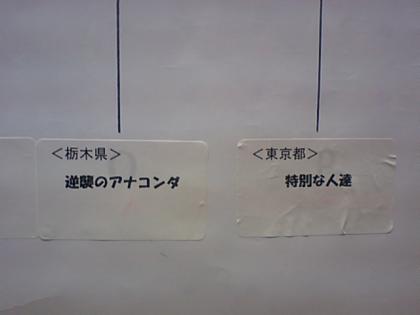 ＜栃木県＞
逆襲のアナコンダ
＜東京都＞
特別な人達